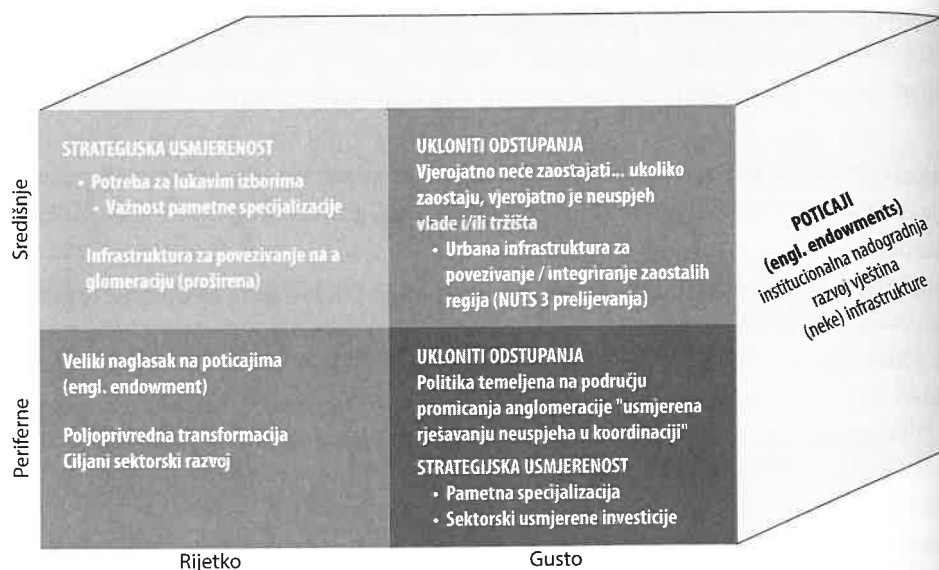 Središnje
STRATEGIJSKA USMJERENOST
• Potreba za lukavim izborima
• Važnost pametne specijalizacije
Infrastruktura za povezivanje na a
glomeraciju (proširena)
UKLONITI ODSTUPANJA
Vjerojatno neće zaostajati... ukoliko
zaostaju, vjerojatno je neuspjeh
vlade i/ili tržišta
• Urbana infrastruktura za
povezivanje / integriranje zaostalih
regija (NUTS 3 prelijevanja)
POTICAJI
(engl. endowments)
institucionalna nadogradnja
razvoj vještina
(neke) infrastrukture
Periferne
Veliki naglasak na poticajima
(engl. endowment)
Poljoprivredna transformacija
Ciljani sektorski razvoj
UKLONITI ODSTUPANJA
Politika temeljena na području
promicanja anglomeracije "usmjerena
rješavanju neuspjeha u koordinaciji"
STRATEGIJSKA USMJERENOST
• Pametna specijalizacija
• Sektorski usmjerene investicije
Rijetko
Gusto